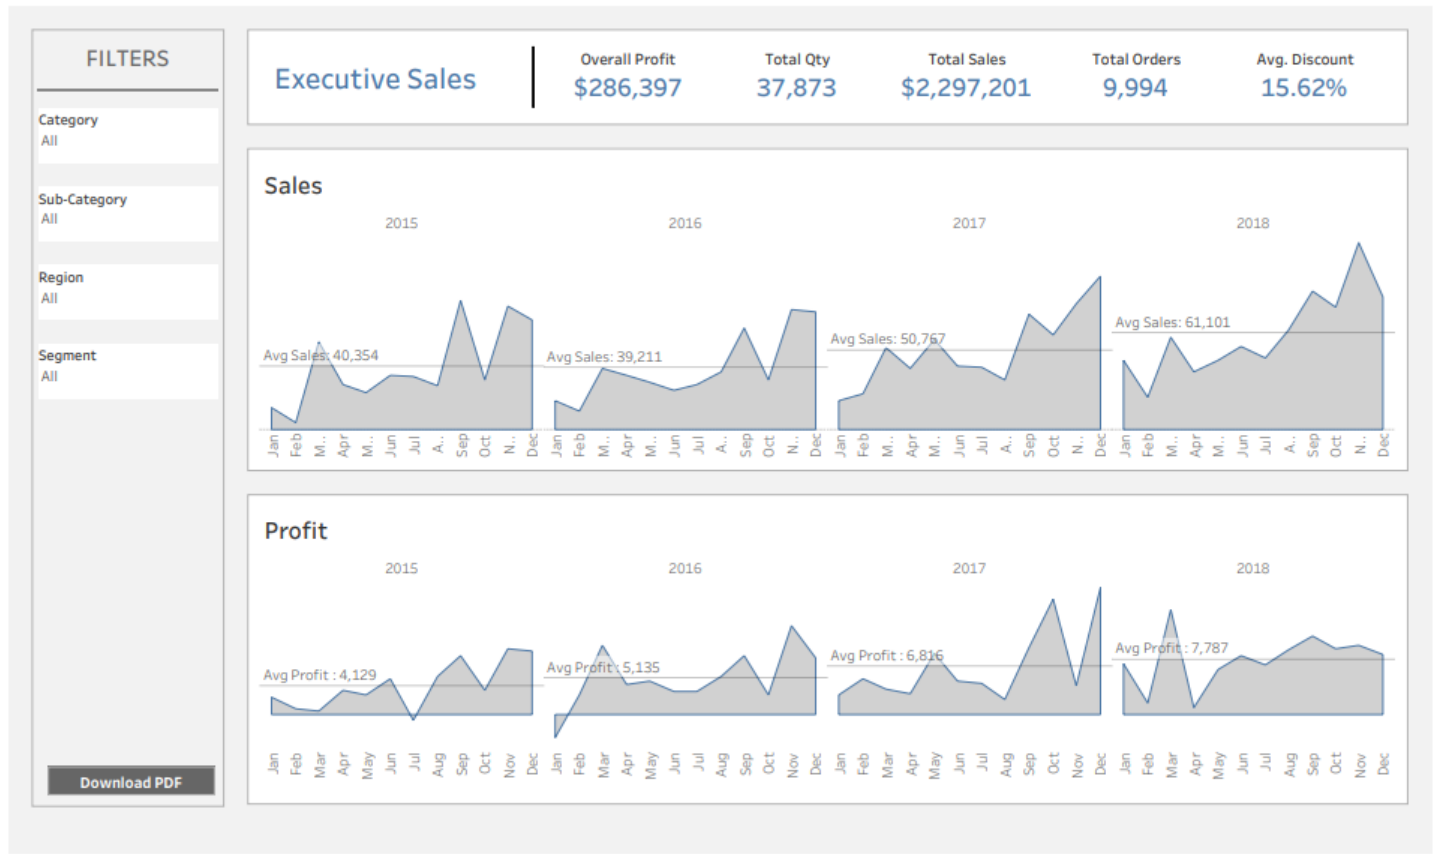 FILTERS
Category
All
Sub-Category
All
Region
All
Segment
All
Download PDF
Executive Sales
Overall Profit
$286,397
Total Qty
37,873
Total Sales
$2,297,201
Total Orders
9,994
Avg. Discount
15.62%
Sales
2015 2016 2017 2018
Avg Sales: 40,354
Avg Sales: 39,211
Avg Sales: 50,767
Avg Sales: 61,101
Jan Feb M.. Apr M.. Jun Jul A.. Sep Oct N.. Dec Jan Feb M.. Apr M.. Jun Jul A.. Sep Oct N.. Dec Jan Feb M.. Apr M.. Jun Jul A.. Sep Oct N.. Dec Jan Feb M.. Apr M.. Jun Jul A.. Sep Oct N.. Dec
Profit
2015 2016 2017 2018
Avg Profit : 4,129
Avg Profit : 5,135
Avg Profit : 6,816
Avg Profit : 7,787
Jan Feb Mar Apr May Jun Jul Aug Sep Oct Nov Dec Jan Feb Mar Apr May Jun Jul Aug Sep Oct Nov Dec Jan Feb Mar Apr May Jun Jul Aug Sep Oct Nov Dec Jan Feb Mar Apr May Jun Jul Aug Sep Oct Nov Dec